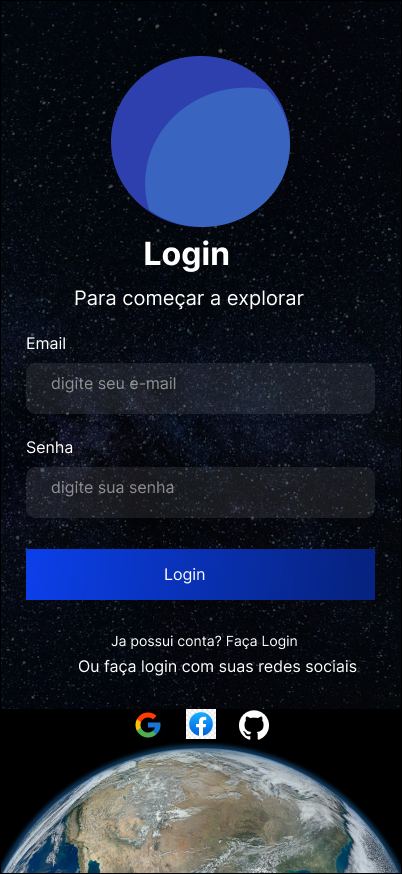 Login
Para começar a explorar
Email
digite seu e-mail
Senha
digite sua senha
Login
Ja possui conta? Faça Login
Ou faça login com suas redes sociais